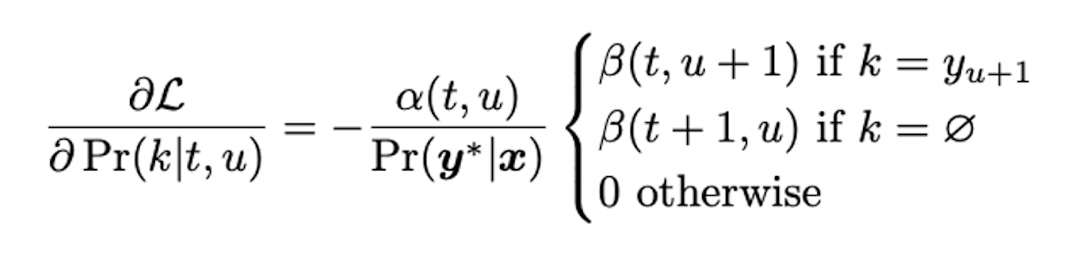 ∂ℒ / ∂ Pr(k|t, u) = − α(t, u) / Pr(𝒚*|𝒙) { β(t, u + 1) if k = y_{u+1}
β(t + 1, u) if k = ∅
0 otherwise